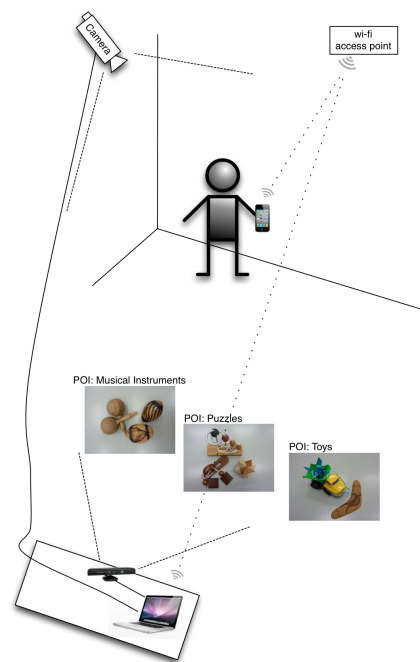 Camera
wi-fi
access point
POI: Musical Instruments
POI: Puzzles
POI: Toys